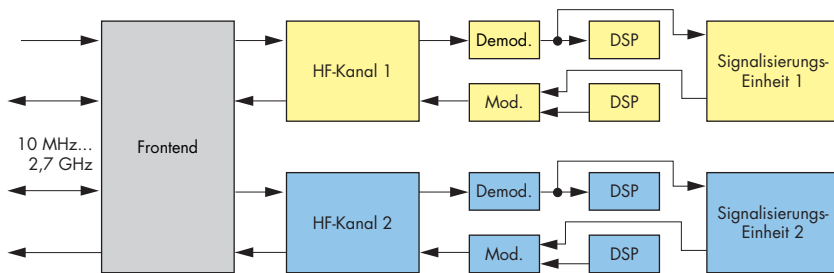 10 MHz...
2,7 GHz
Frontend
HF-Kanal 1
Demod.
DSP
Mod.
DSP
Signalisierungs-
Einheit 1
HF-Kanal 2
Demod.
DSP
Mod.
DSP
Signalisierungs-
Einheit 2